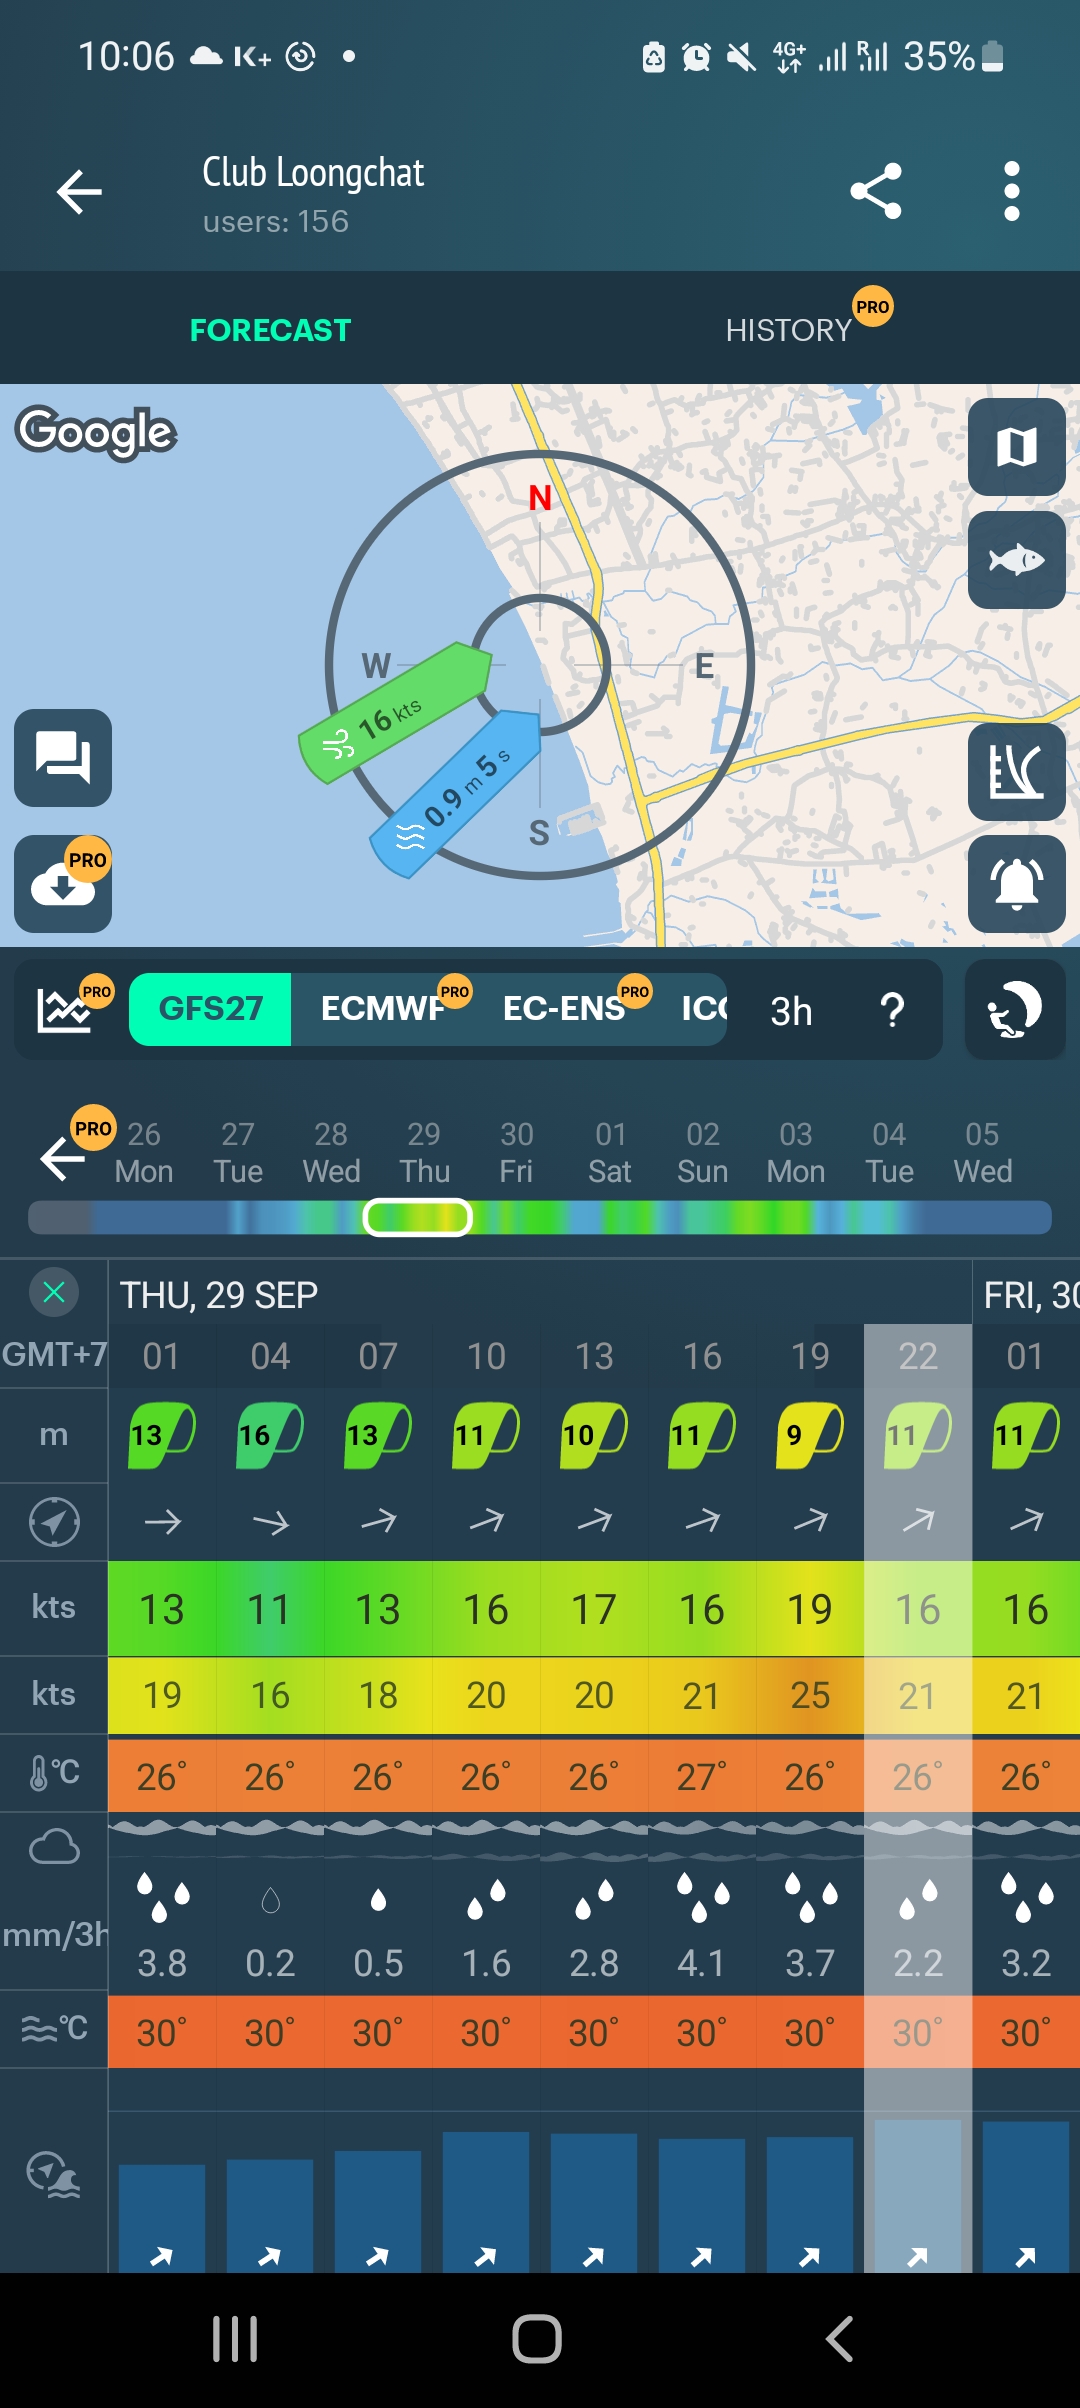 10:06 K+ 4G+ R 35%
Club Loongchat
users: 156
FORECAST
HISTORY PRO
Google
N
W
E
S
16 kts
0.9 m 5 s
PRO
PRO GFS27 ECMWF PRO EC-ENS PRO 3h ?
PRO 26 27 28 29 30 01 02 03 04 05
Mon Tue Wed Thu Fri Sat Sun Mon Tue Wed
THU, 29 SEP FRI, 30
GMT+7 01 04 07 10 13 16 19 22 01
m 13 16 13 11 10 11 9 11 11
kts 13 11 13 16 17 16 19 16 16
kts 19 16 18 20 20 21 25 21 21
°C 26° 26° 26° 26° 26° 27° 26° 26° 26°
mm/3h 3.8 0.2 0.5 1.6 2.8 4.1 3.7 2.2 3.2
°C 30° 30° 30° 30° 30° 30° 30° 30° 30°